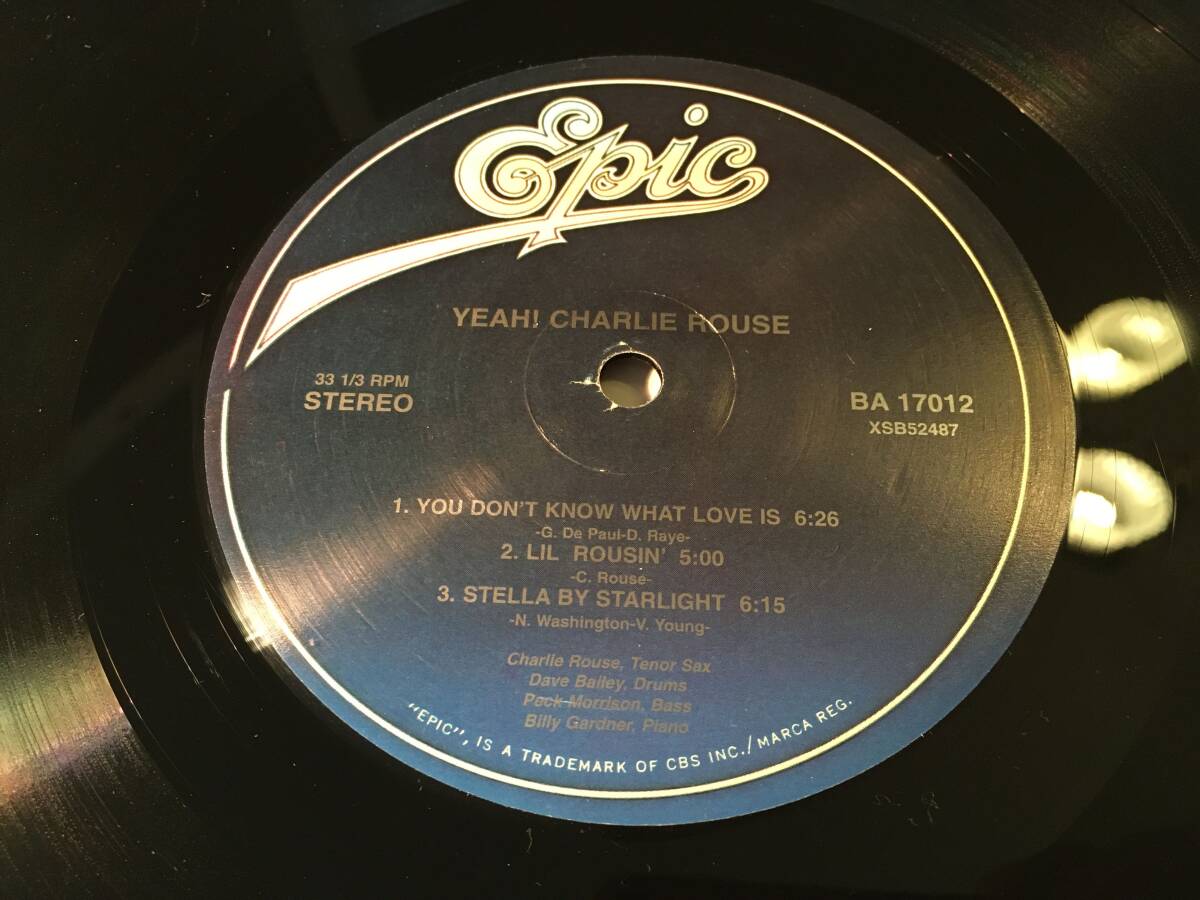 Epic
YEAH! CHARLIE ROUSE
33 1/3 RPM
STEREO
BA 17012
XSB52487
1. YOU DON'T KNOW WHAT LOVE IS 6:26
-G. De Paul-D. Raye-
2. LIL ROUSIN' 5:00
-C. Rouse-
3. STELLA BY STARLIGHT 6:15
-N. Washington-V. Young-
Charlie Rouse, Tenor Sax
Dave Bailey, Drums
Peck Morrison, Bass
Billy Gardner, Piano
"EPIC", IS A TRADEMARK OF CBS INC./MARCA REG.